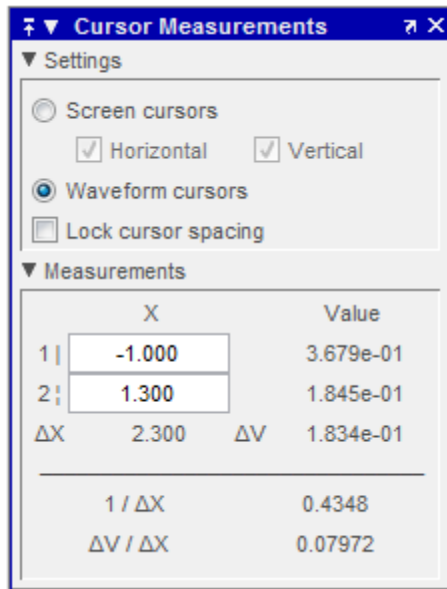 Cursor Measurements
Settings
Screen cursors
Horizontal Vertical
Waveform cursors
Lock cursor spacing
Measurements
X Value
1 | -1.000 3.679e-01
2 ¦ 1.300 1.845e-01
ΔX 2.300 ΔV 1.834e-01
1 / ΔX 0.4348
ΔV / ΔX 0.07972